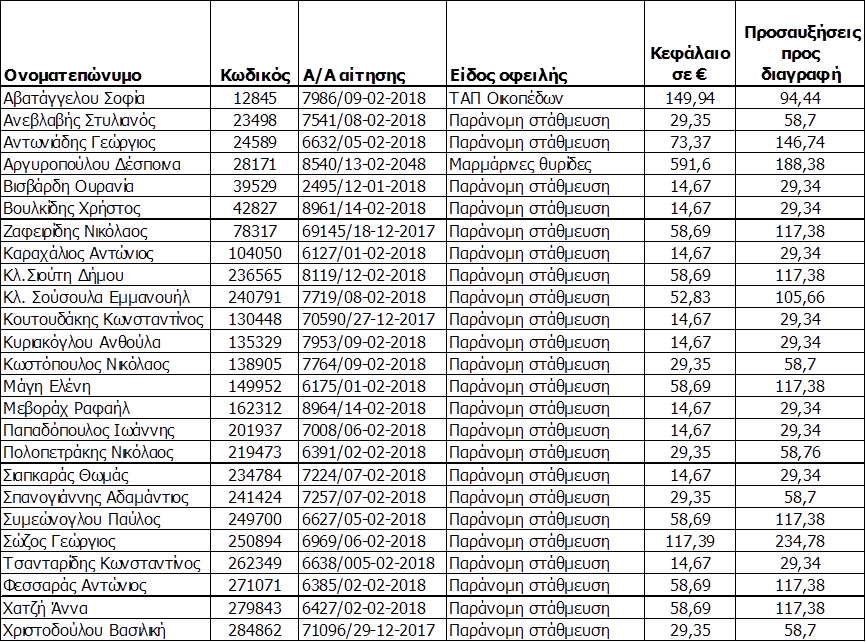 Ονοματεπώνυμο Κωδικός Α/Α αίτησης Είδος οφειλής Κεφάλαιο σε € Προσαυξήσεις προς διαγραφή
Αβατάγγελου Σοφία 12845 7986/09-02-2018 ΤΑΠ Οικοπέδων 149,94 94,44
Ανεβλαβής Στυλιανός 23498 7541/08-02-2018 Παράνομη στάθμευση 29,35 58,7
Αντωνιάδης Γεώργιος 24589 6632/05-02-2018 Παράνομη στάθμευση 73,37 146,74
Αργυροπούλου Δέσποινα 28171 8540/13-02-2048 Μαρμάρινες θυρίδες 591,6 188,38
Βισβάρδη Ουρανία 39529 2495/12-01-2018 Παράνομη στάθμευση 14,67 29,34
Βουλκίδης Χρήστος 42827 8961/14-02-2018 Παράνομη στάθμευση 14,67 29,34
Ζαφειρίδης Νικόλαος 78317 69145/18-12-2017 Παράνομη στάθμευση 58,69 117,38
Καραχάλιος Αντώνιος 104050 6127/01-02-2018 Παράνομη στάθμευση 14,67 29,34
Κλ.Σιούτη Δήμου 236565 8119/12-02-2018 Παράνομη στάθμευση 58,69 117,38
Κλ. Σούσουλα Εμμανουήλ 240791 7719/08-02-2018 Παράνομη στάθμευση 52,83 105,66
Κουτουδάκης Κωνσταντίνος 130448 70590/27-12-2017 Παράνομη στάθμευση 14,67 29,34
Κυριακόγλου Ανθούλα 135329 7953/09-02-2018 Παράνομη στάθμευση 14,67 29,34
Κωστόπουλος Νικόλαος 138905 7764/09-02-2018 Παράνομη στάθμευση 29,35 58,7
Μάγη Ελένη 149952 6175/01-02-2018 Παράνομη στάθμευση 58,69 117,38
Μεβοράχ Ραφαήλ 162312 8964/14-02-2018 Παράνομη στάθμευση 14,67 29,34
Παπαδόπουλος Ιωάννης 201937 7008/06-02-2018 Παράνομη στάθμευση 14,67 29,34
Πολοπετράκης Νικόλαος 219473 6391/02-02-2018 Παράνομη στάθμευση 29,35 58,76
Σιαπκαράς Θωμάς 234784 7224/07-02-2018 Παράνομη στάθμευση 14,67 29,34
Σπανογιάννης Αδαμάντιος 241424 7257/07-02-2018 Παράνομη στάθμευση 29,35 58,7
Συμεώνογλου Παύλος 249700 6627/05-02-2018 Παράνομη στάθμευση 58,69 117,38
Σώζος Γεώργιος 250894 6969/06-02-2018 Παράνομη στάθμευση 117,39 234,78
Τσανταρίδης Κωνσταντίνος 262349 6638/005-02-2018 Παράνομη στάθμευση 14,67 29,34
Φεσσαράς Αντώνιος 271071 6385/02-02-2018 Παράνομη στάθμευση 58,69 117,38
Χατζή Άννα 279843 6427/02-02-2018 Παράνομη στάθμευση 58,69 117,38
Χριστοδούλου Βασιλική 284862 71096/29-12-2017 Παράνομη στάθμευση 29,35 58,7